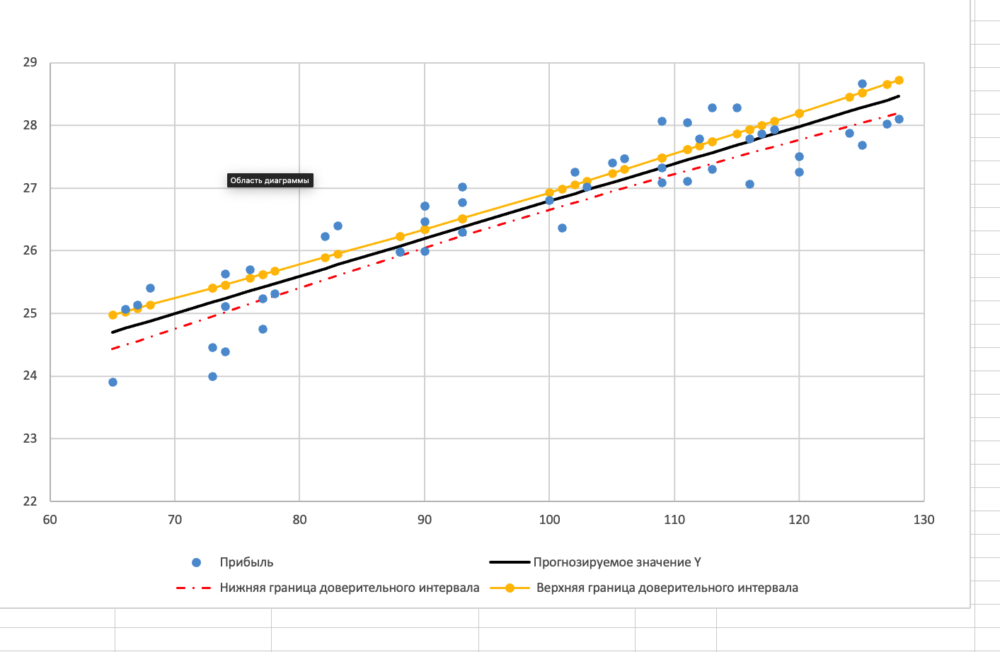 29
28
27
Область диаграммы
26
25
24
23
22
60 70 80 90 100 110 120 130
Прибыль Прогнозируемое значение Y
Нижняя граница доверительного интервала Верхняя граница доверительного интервала